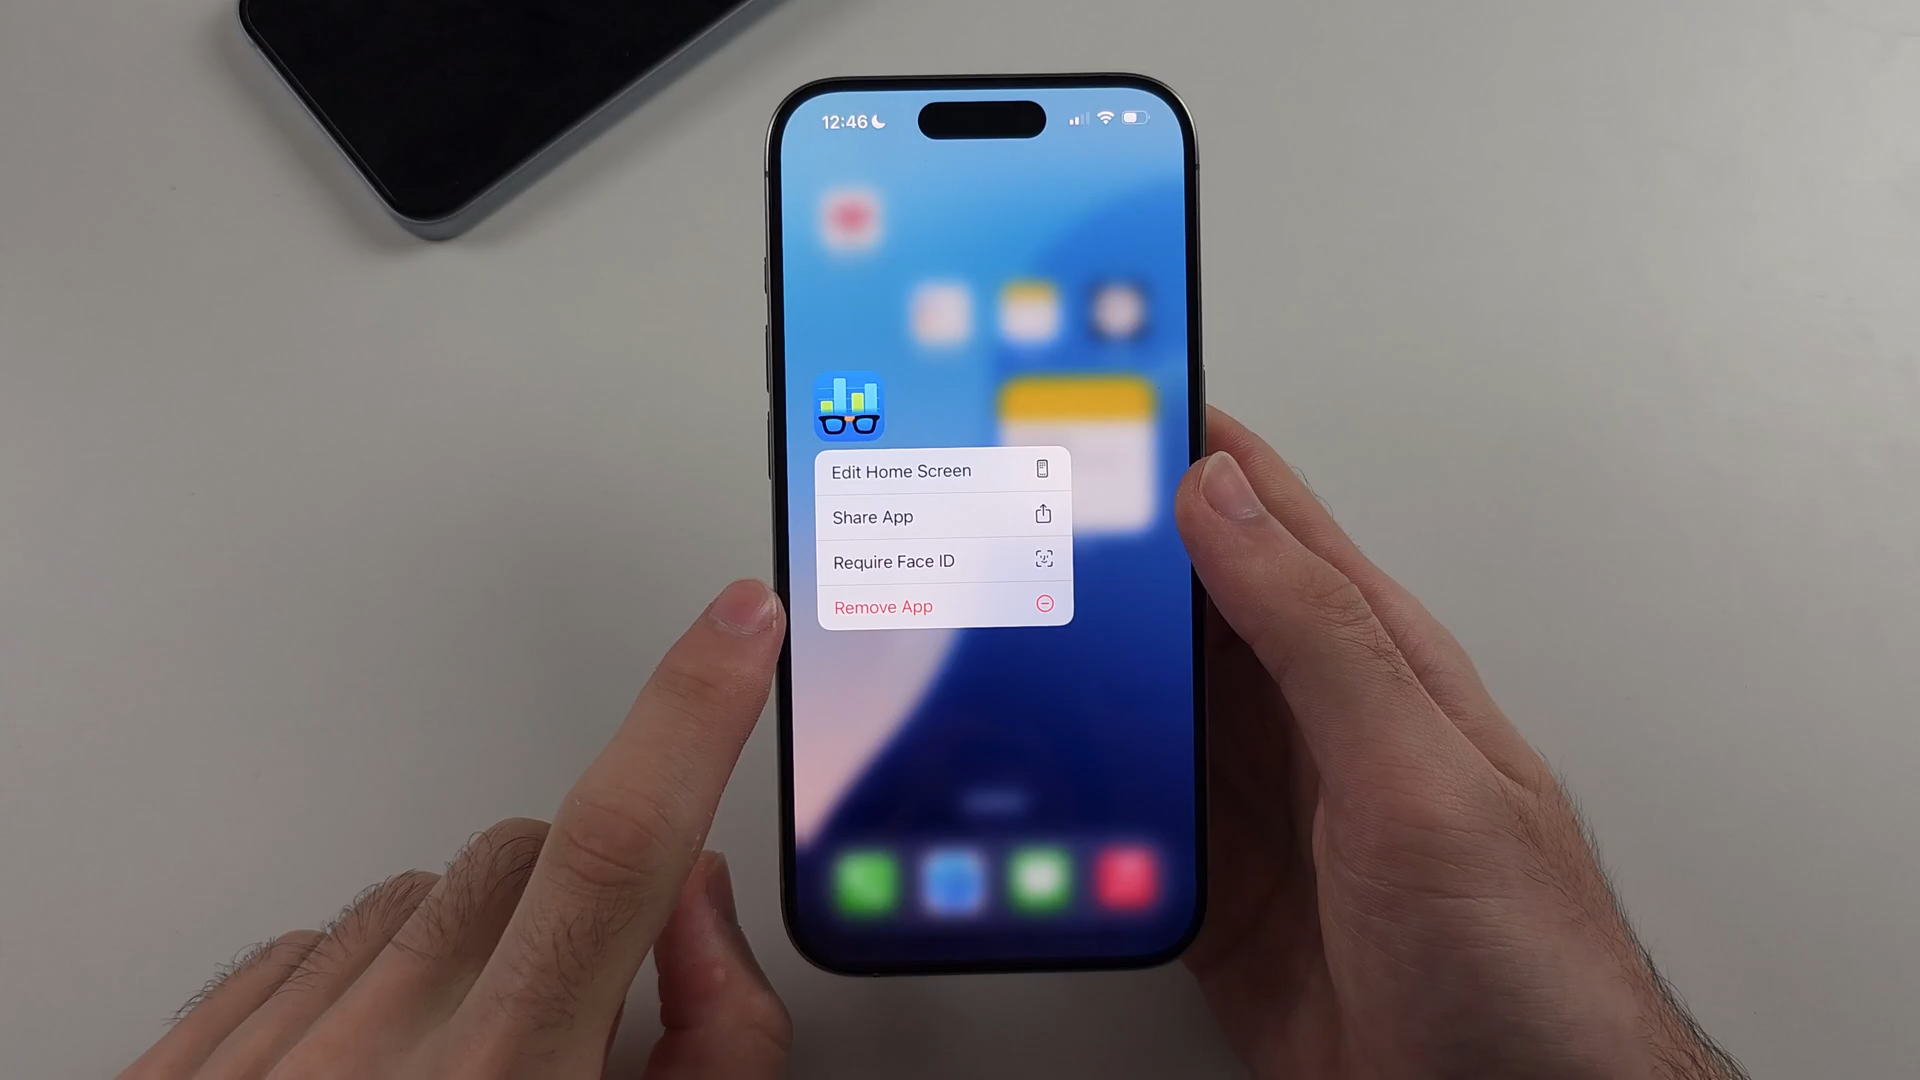 12:46
Edit Home Screen
Share App
Require Face ID
Remove App